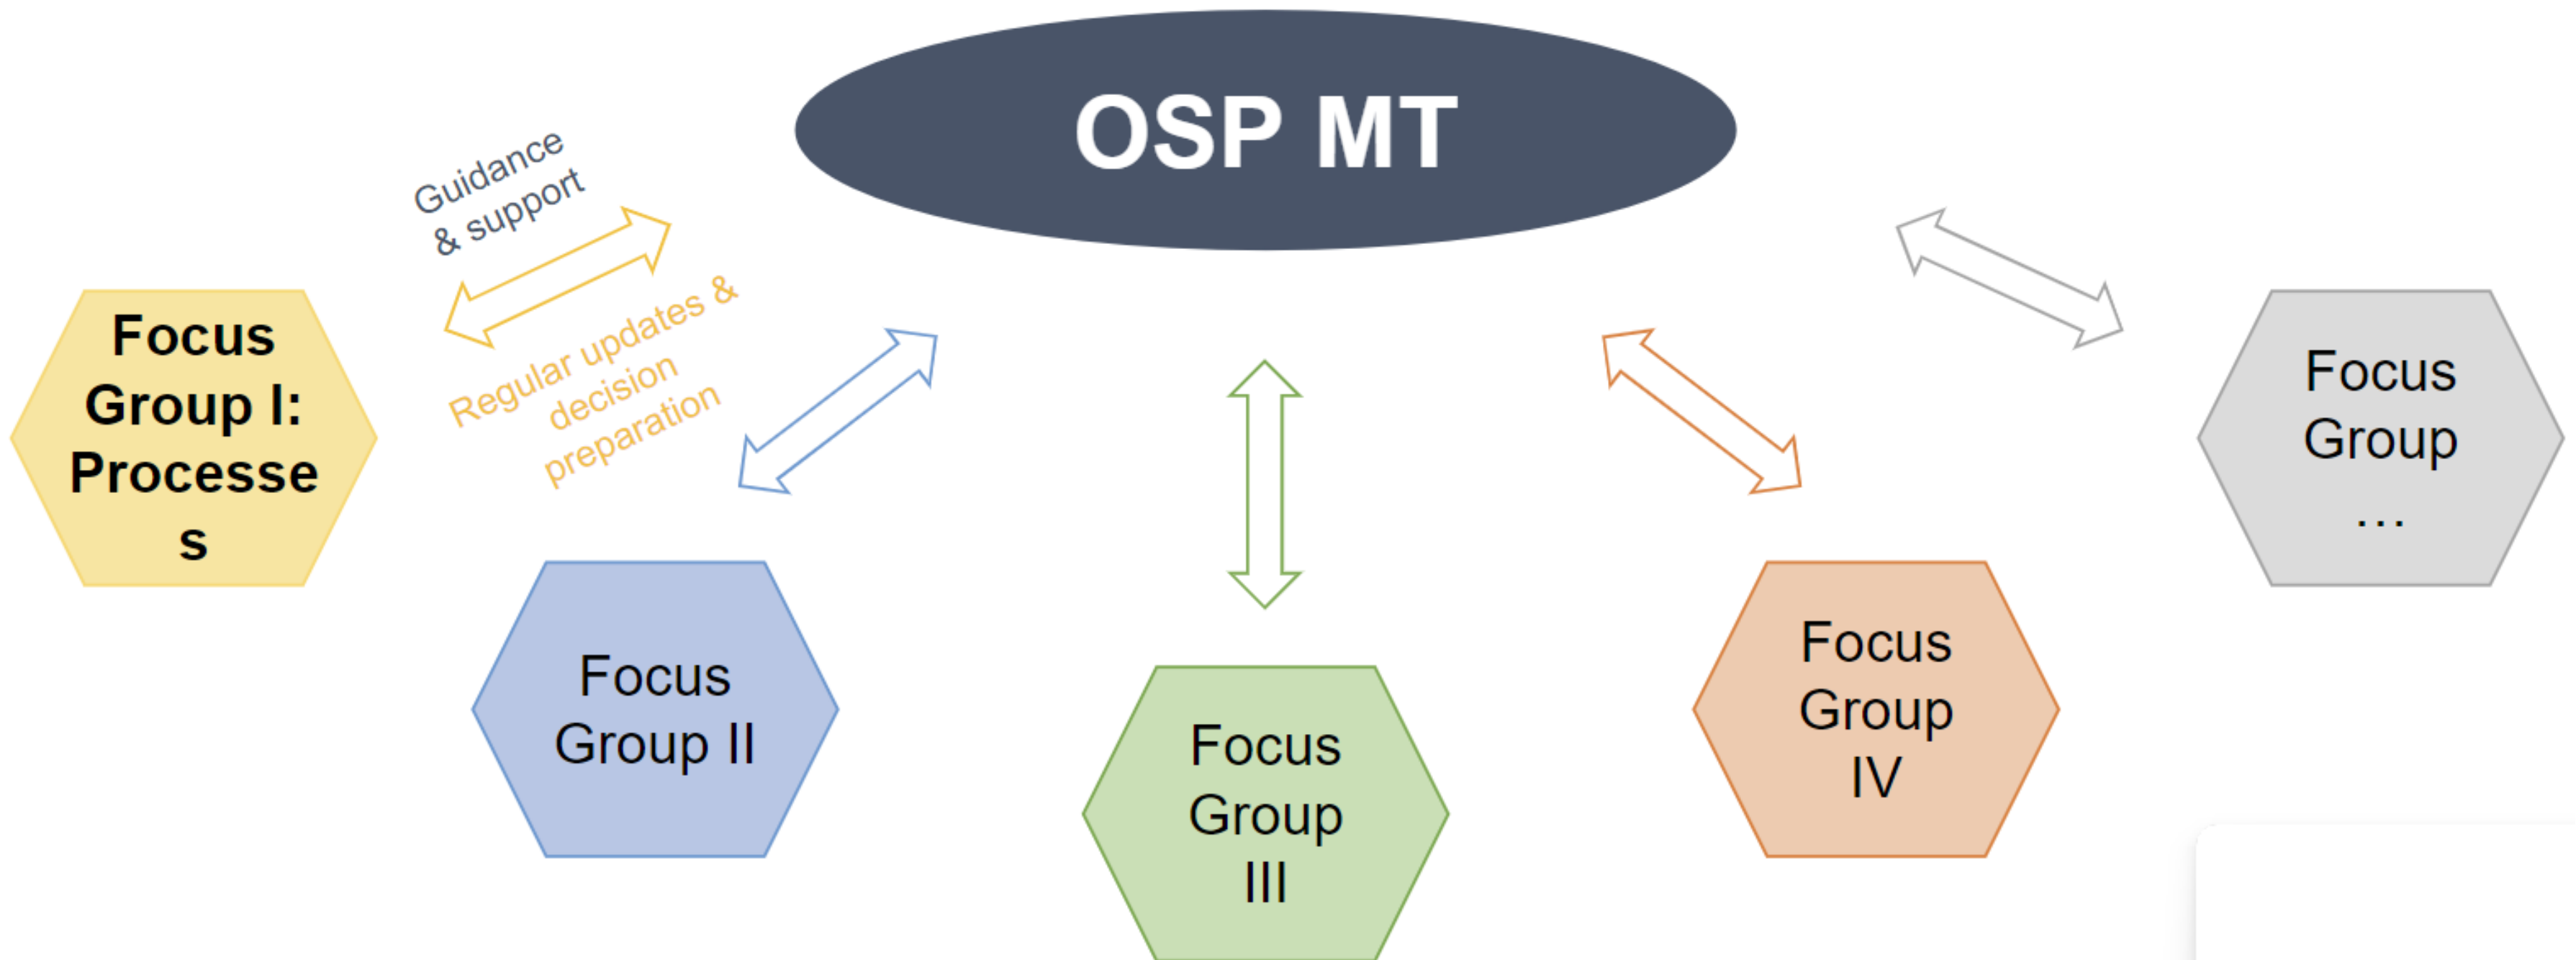 OSP MT
Guidance
& support
Regular updates &
decision
preparation
Focus
Group I:
Processe
s
Focus
Group II
Focus
Group
III
Focus
Group
IV
Focus
Group
...